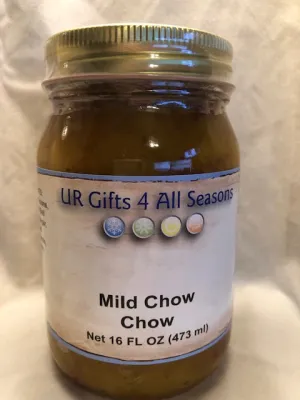 UR Gifts 4 All Seasons
Mild Chow
Chow
Net 16 FL OZ (473 ml)